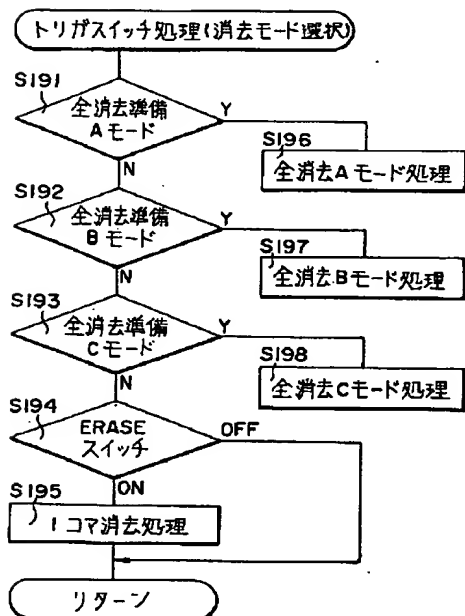 トリガスイッチ処理(消去モード選択)
S191
全消去準備
Aモード
Y
N
S196
全消去Aモード処理
S192
全消去準備
Bモード
Y
N
S197
全消去Bモード処理
S193
全消去準備
Cモード
Y
N
S198
全消去Cモード処理
S194
ERASE
スイッチ
OFF
ON
S195
1コマ消去処理
リターン